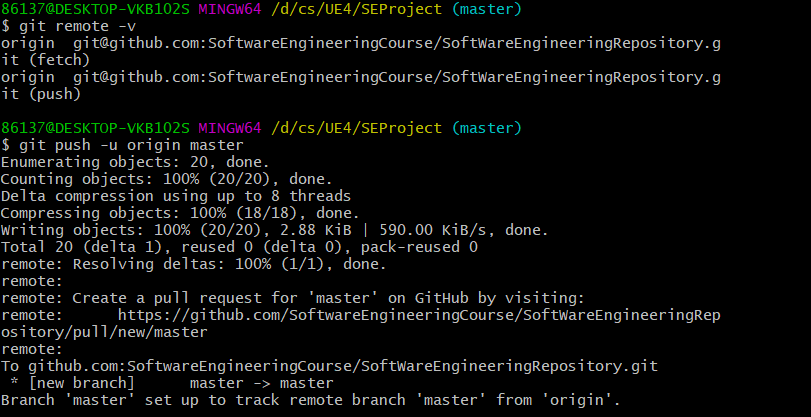 86137@DESKTOP-VKB1O2S MINGW64 /d/cs/UE4/SEProject (master)
$ git remote -v
origin  git@github.com:SoftwareEngineeringCourse/SoftWareEngineeringRepository.g
it (fetch)
origin  git@github.com:SoftwareEngineeringCourse/SoftWareEngineeringRepository.g
it (push)
86137@DESKTOP-VKB1O2S MINGW64 /d/cs/UE4/SEProject (master)
$ git push -u origin master
Enumerating objects: 20, done.
Counting objects: 100% (20/20), done.
Delta compression using up to 8 threads
Compressing objects: 100% (18/18), done.
Writing objects: 100% (20/20), 2.88 KiB | 590.00 KiB/s, done.
Total 20 (delta 1), reused 0 (delta 0), pack-reused 0
remote: Resolving deltas: 100% (1/1), done.
remote:
remote: Create a pull request for 'master' on GitHub by visiting:
remote:      https://github.com/SoftwareEngineeringCourse/SoftWareEngineeringRep
ository/pull/new/master
remote:
To github.com:SoftwareEngineeringCourse/SoftWareEngineeringRepository.git
 * [new branch]      master -> master
Branch 'master' set up to track remote branch 'master' from 'origin'.